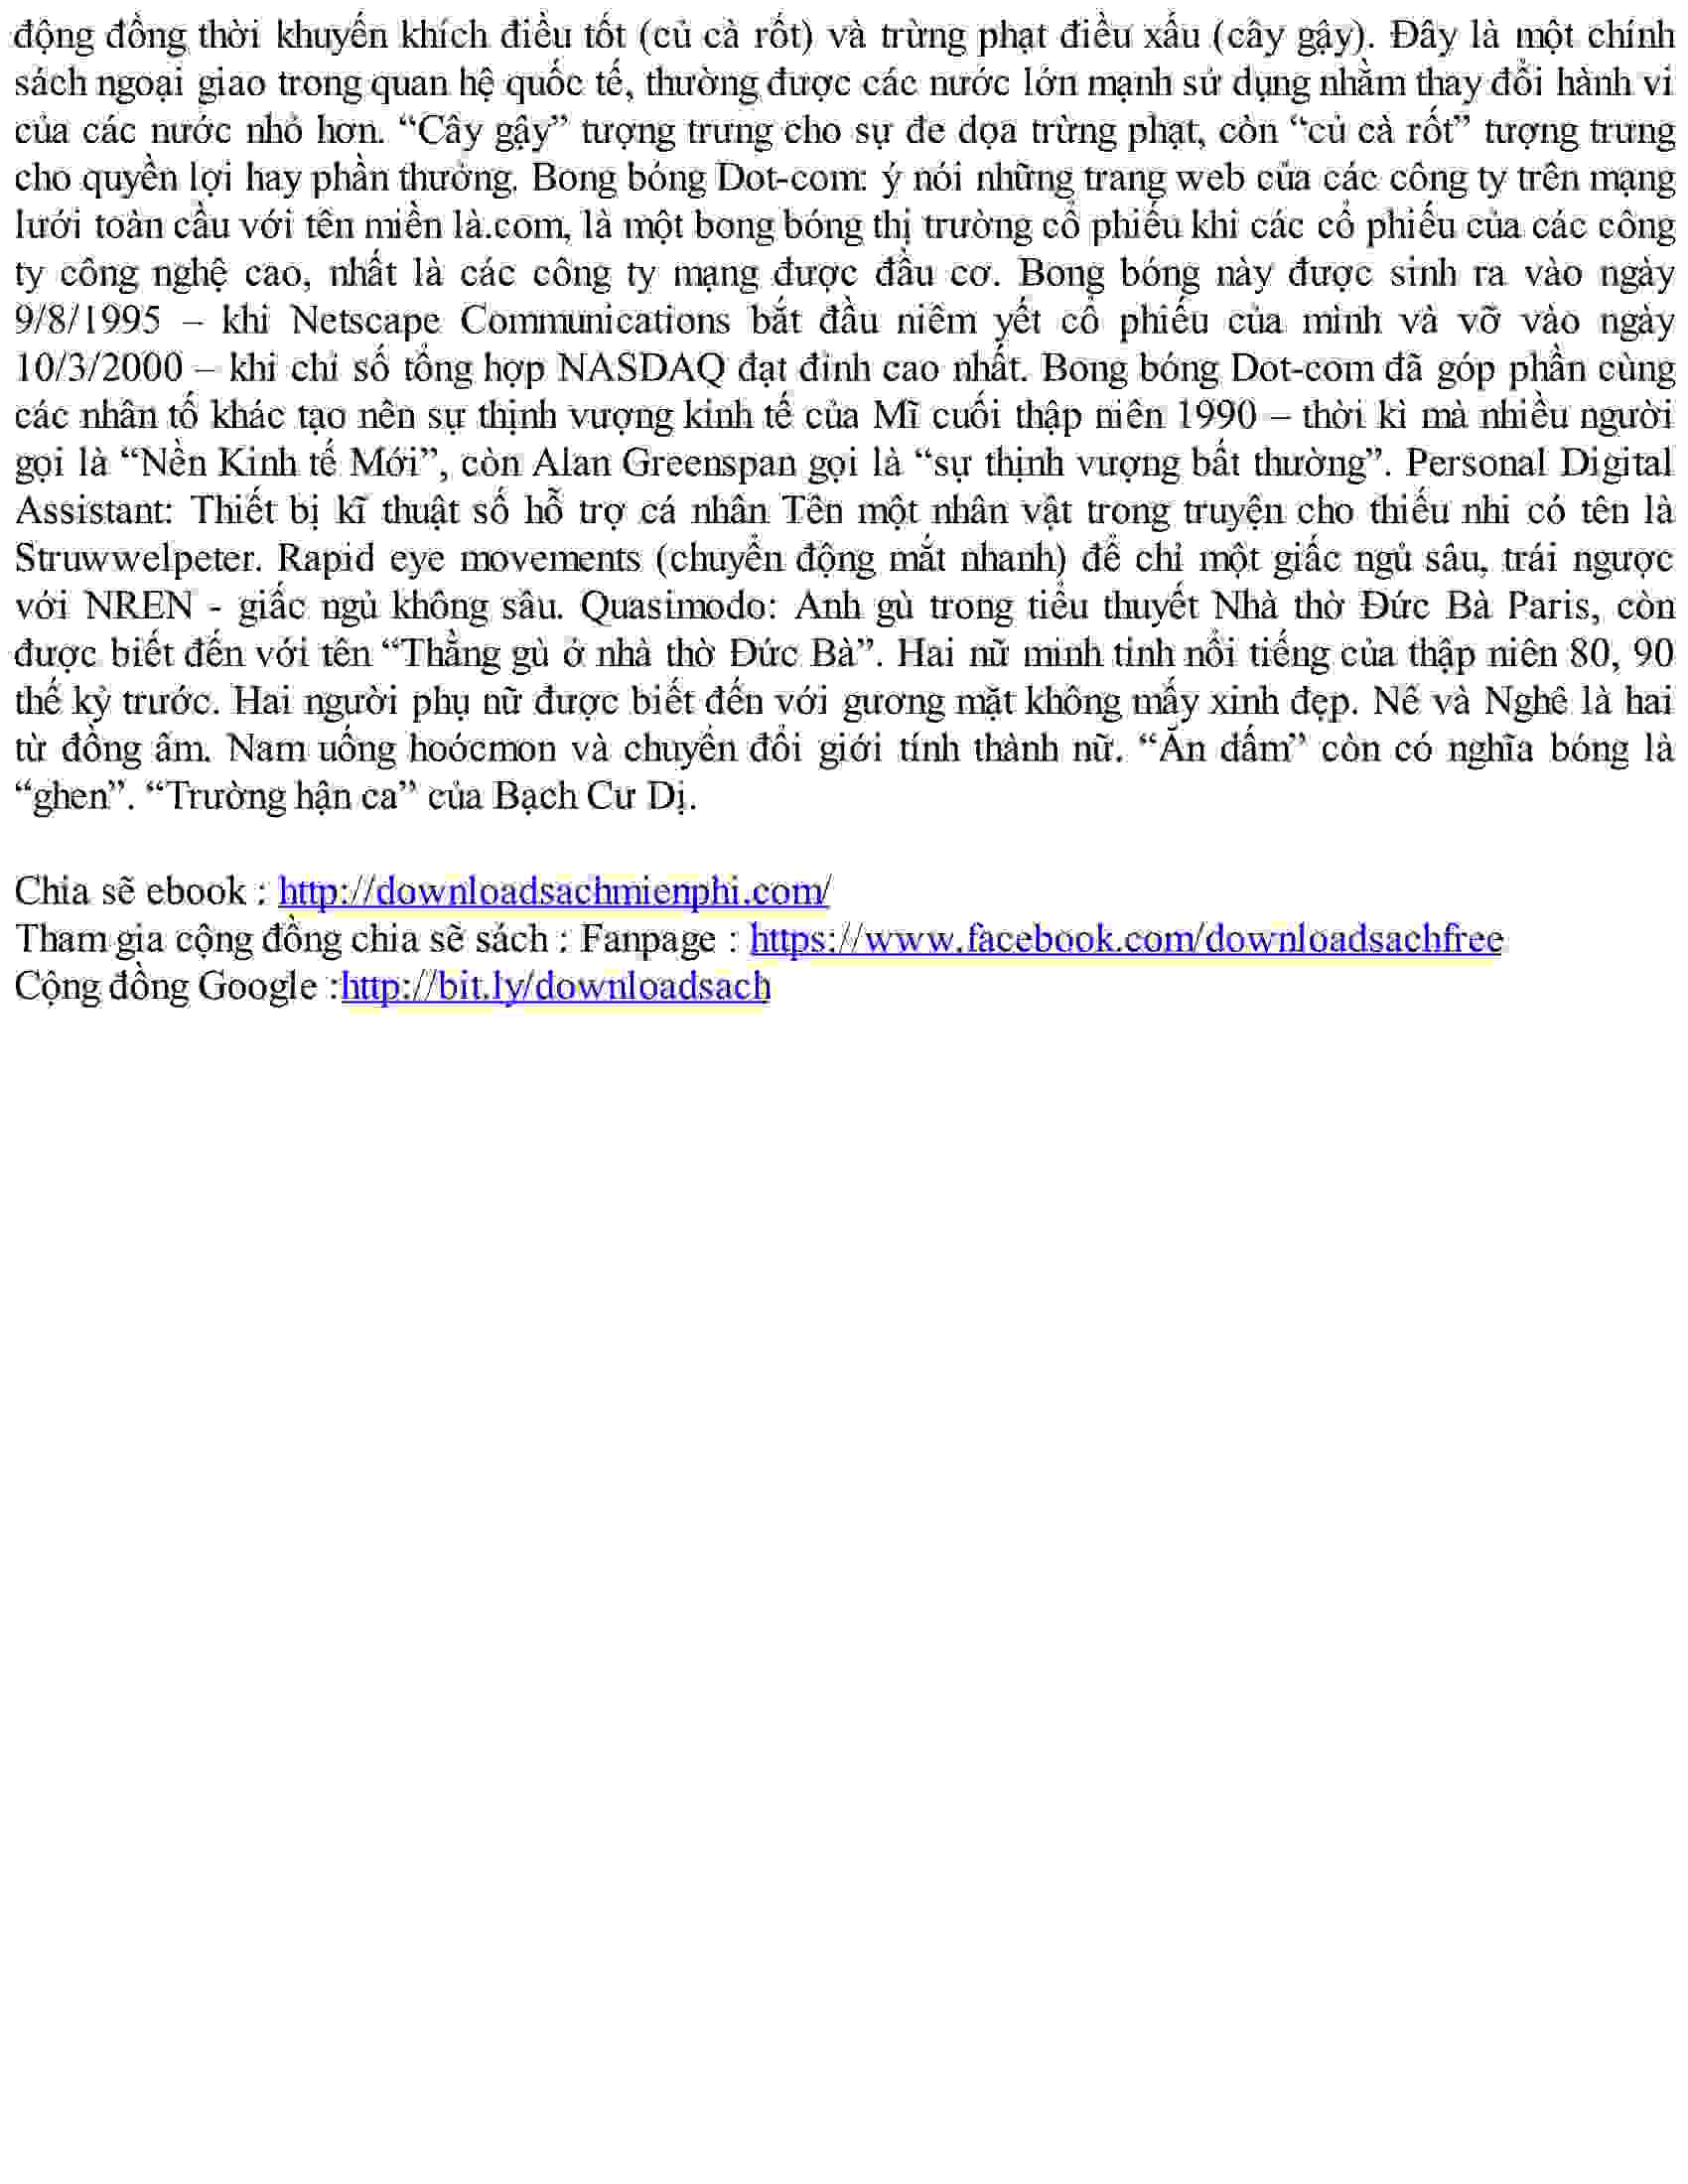 động đồng thời khuyến khích điều tốt (củ cà rốt) và trừng phạt điều xấu (cây gậy). Đây là một chính
sách ngoại giao trong quan hệ quốc tế, thường được các nước lớn mạnh sử dụng nhằm thay đổi hành vi
của các nước nhỏ hơn. “Cây gậy” tượng trưng cho sự đe dọa trừng phạt, còn “củ cà rốt” tượng trưng
cho quyền lợi hay phần thưởng. Bong bóng Dot-com: ý nói những trang web của các công ty trên mạng
lưới toàn cầu với tên miền là.com, là một bong bóng thị trường cổ phiếu khi các cổ phiếu của các công
ty công nghệ cao, nhất là các công ty mạng được đầu cơ. Bong bóng này được sinh ra vào ngày
9/8/1995 – khi Netscape Communications bắt đầu niêm yết cổ phiếu của mình và vỡ vào ngày
10/3/2000 – khi chỉ số tổng hợp NASDAQ đạt đỉnh cao nhất. Bong bóng Dot-com đã góp phần cùng
các nhân tố khác tạo nên sự thịnh vượng kinh tế của Mĩ cuối thập niên 1990 – thời kì mà nhiều người
gọi là “Nền Kinh tế Mới”, còn Alan Greenspan gọi là “sự thịnh vượng bất thường”. Personal Digital
Assistant: Thiết bị kĩ thuật số hỗ trợ cá nhân Tên một nhân vật trong truyện cho thiếu nhi có tên là
Struwwelpeter. Rapid eye movements (chuyển động mắt nhanh) để chỉ một giấc ngủ sâu, trái ngược
với NREN - giấc ngủ không sâu. Quasimodo: Anh gù trong tiểu thuyết Nhà thờ Đức Bà Paris, còn
được biết đến với tên “Thằng gù ở nhà thờ Đức Bà”. Hai nữ minh tinh nổi tiếng của thập niên 80, 90
thế kỷ trước. Hai người phụ nữ được biết đến với gương mặt không mấy xinh đẹp. Nê và Nghê là hai
từ đồng âm. Nam uống hoócmon và chuyển đổi giới tính thành nữ. “Ăn dấm” còn có nghĩa bóng là
“ghen”. “Trường hận ca” của Bạch Cư Dị.
Chia sẽ ebook : http://downloadsachmienphi.com/
Tham gia cộng đồng chia sẽ sách : Fanpage : https://www.facebook.com/downloadsachfree
Cộng đồng Google :http://bit.ly/downloadsach